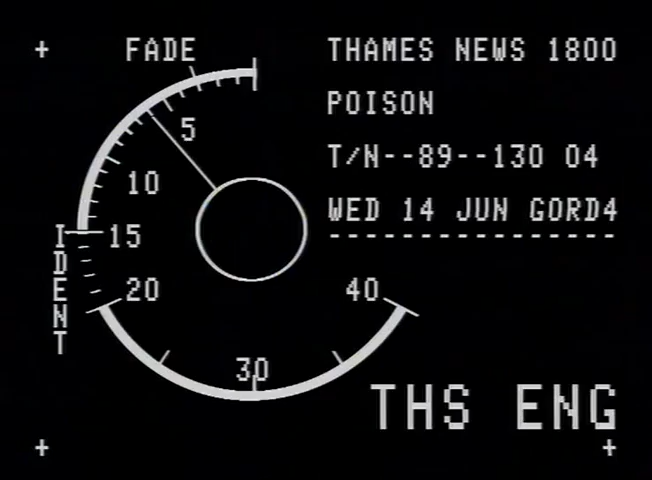 FADE
THAMES NEWS 1800
POISON
5
T/N--89--130 04
10
WED 14 JUN GORD4
----------------
IDENT
15
20
40
30
THS ENG